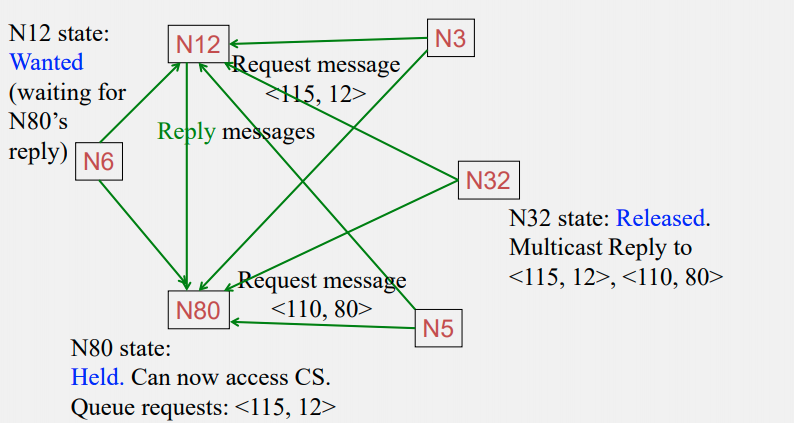 N12 state:
Wanted
(waiting for
N80’s
reply)
N12
N3
Request message
<115, 12>
Reply messages
N6
N32
N32 state: Released.
Multicast Reply to
<115, 12>, <110, 80>
Request message
<110, 80>
N80
N5
N80 state:
Held. Can now access CS.
Queue requests: <115, 12>